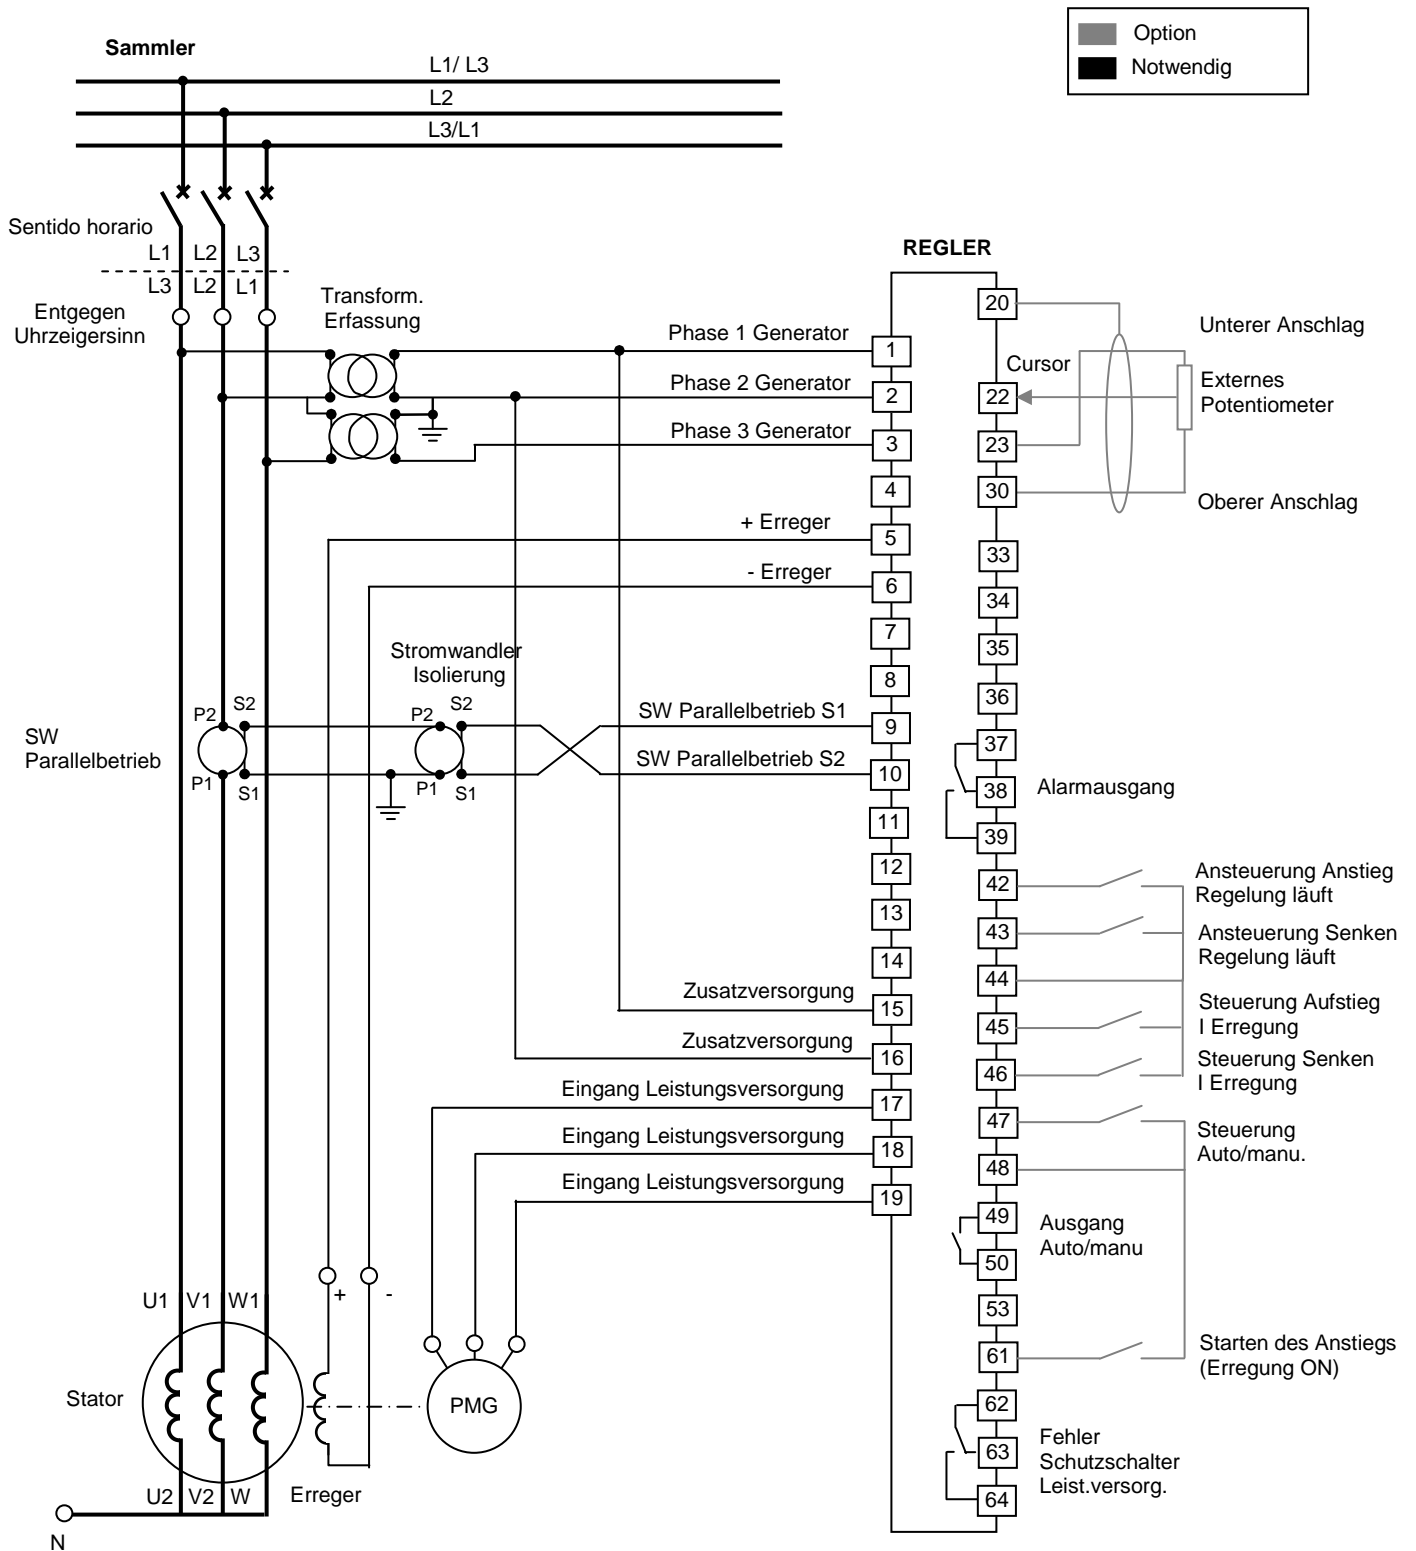 Option
Notwendig
Sammler
L1/ L3
L2
L3/L1
Sentido horario
L1 L2 L3
L3 L2 L1
Entgegen
Uhrzeigersinn
Transform.
Erfassung
REGLER
Phase 1 Generator
Phase 2 Generator
Phase 3 Generator
+ Erreger
- Erreger
Stromwandler
Isolierung
SW Parallelbetrieb S1
SW Parallelbetrieb S2
SW
Parallelbetrieb
P2 S2
P1 S1
P2 S2
P1 S1
Zusatzversorgung
Zusatzversorgung
Eingang Leistungsversorgung
Eingang Leistungsversorgung
Eingang Leistungsversorgung
1
2
3
4
5
6
7
8
9
10
11
12
13
14
15
16
17
18
19
20
22
23
30
33
34
35
36
37
38
39
42
43
44
45
46
47
48
49
50
53
61
62
63
64
Unterer Anschlag
Cursor
Externes
Potentiometer
Oberer Anschlag
Alarmausgang
Ansteuerung Anstieg
Regelung läuft
Ansteuerung Senken
Regelung läuft
Steuerung Aufstieg
I Erregung
Steuerung Senken
I Erregung
Steuerung
Auto/manu.
Ausgang
Auto/manu
Starten des Anstiegs
(Erregung ON)
Fehler
Schutzschalter
Leist.versorg.
+ -
U1 V1 W1
Stator
PMG
U2 V2 W
Erreger
N